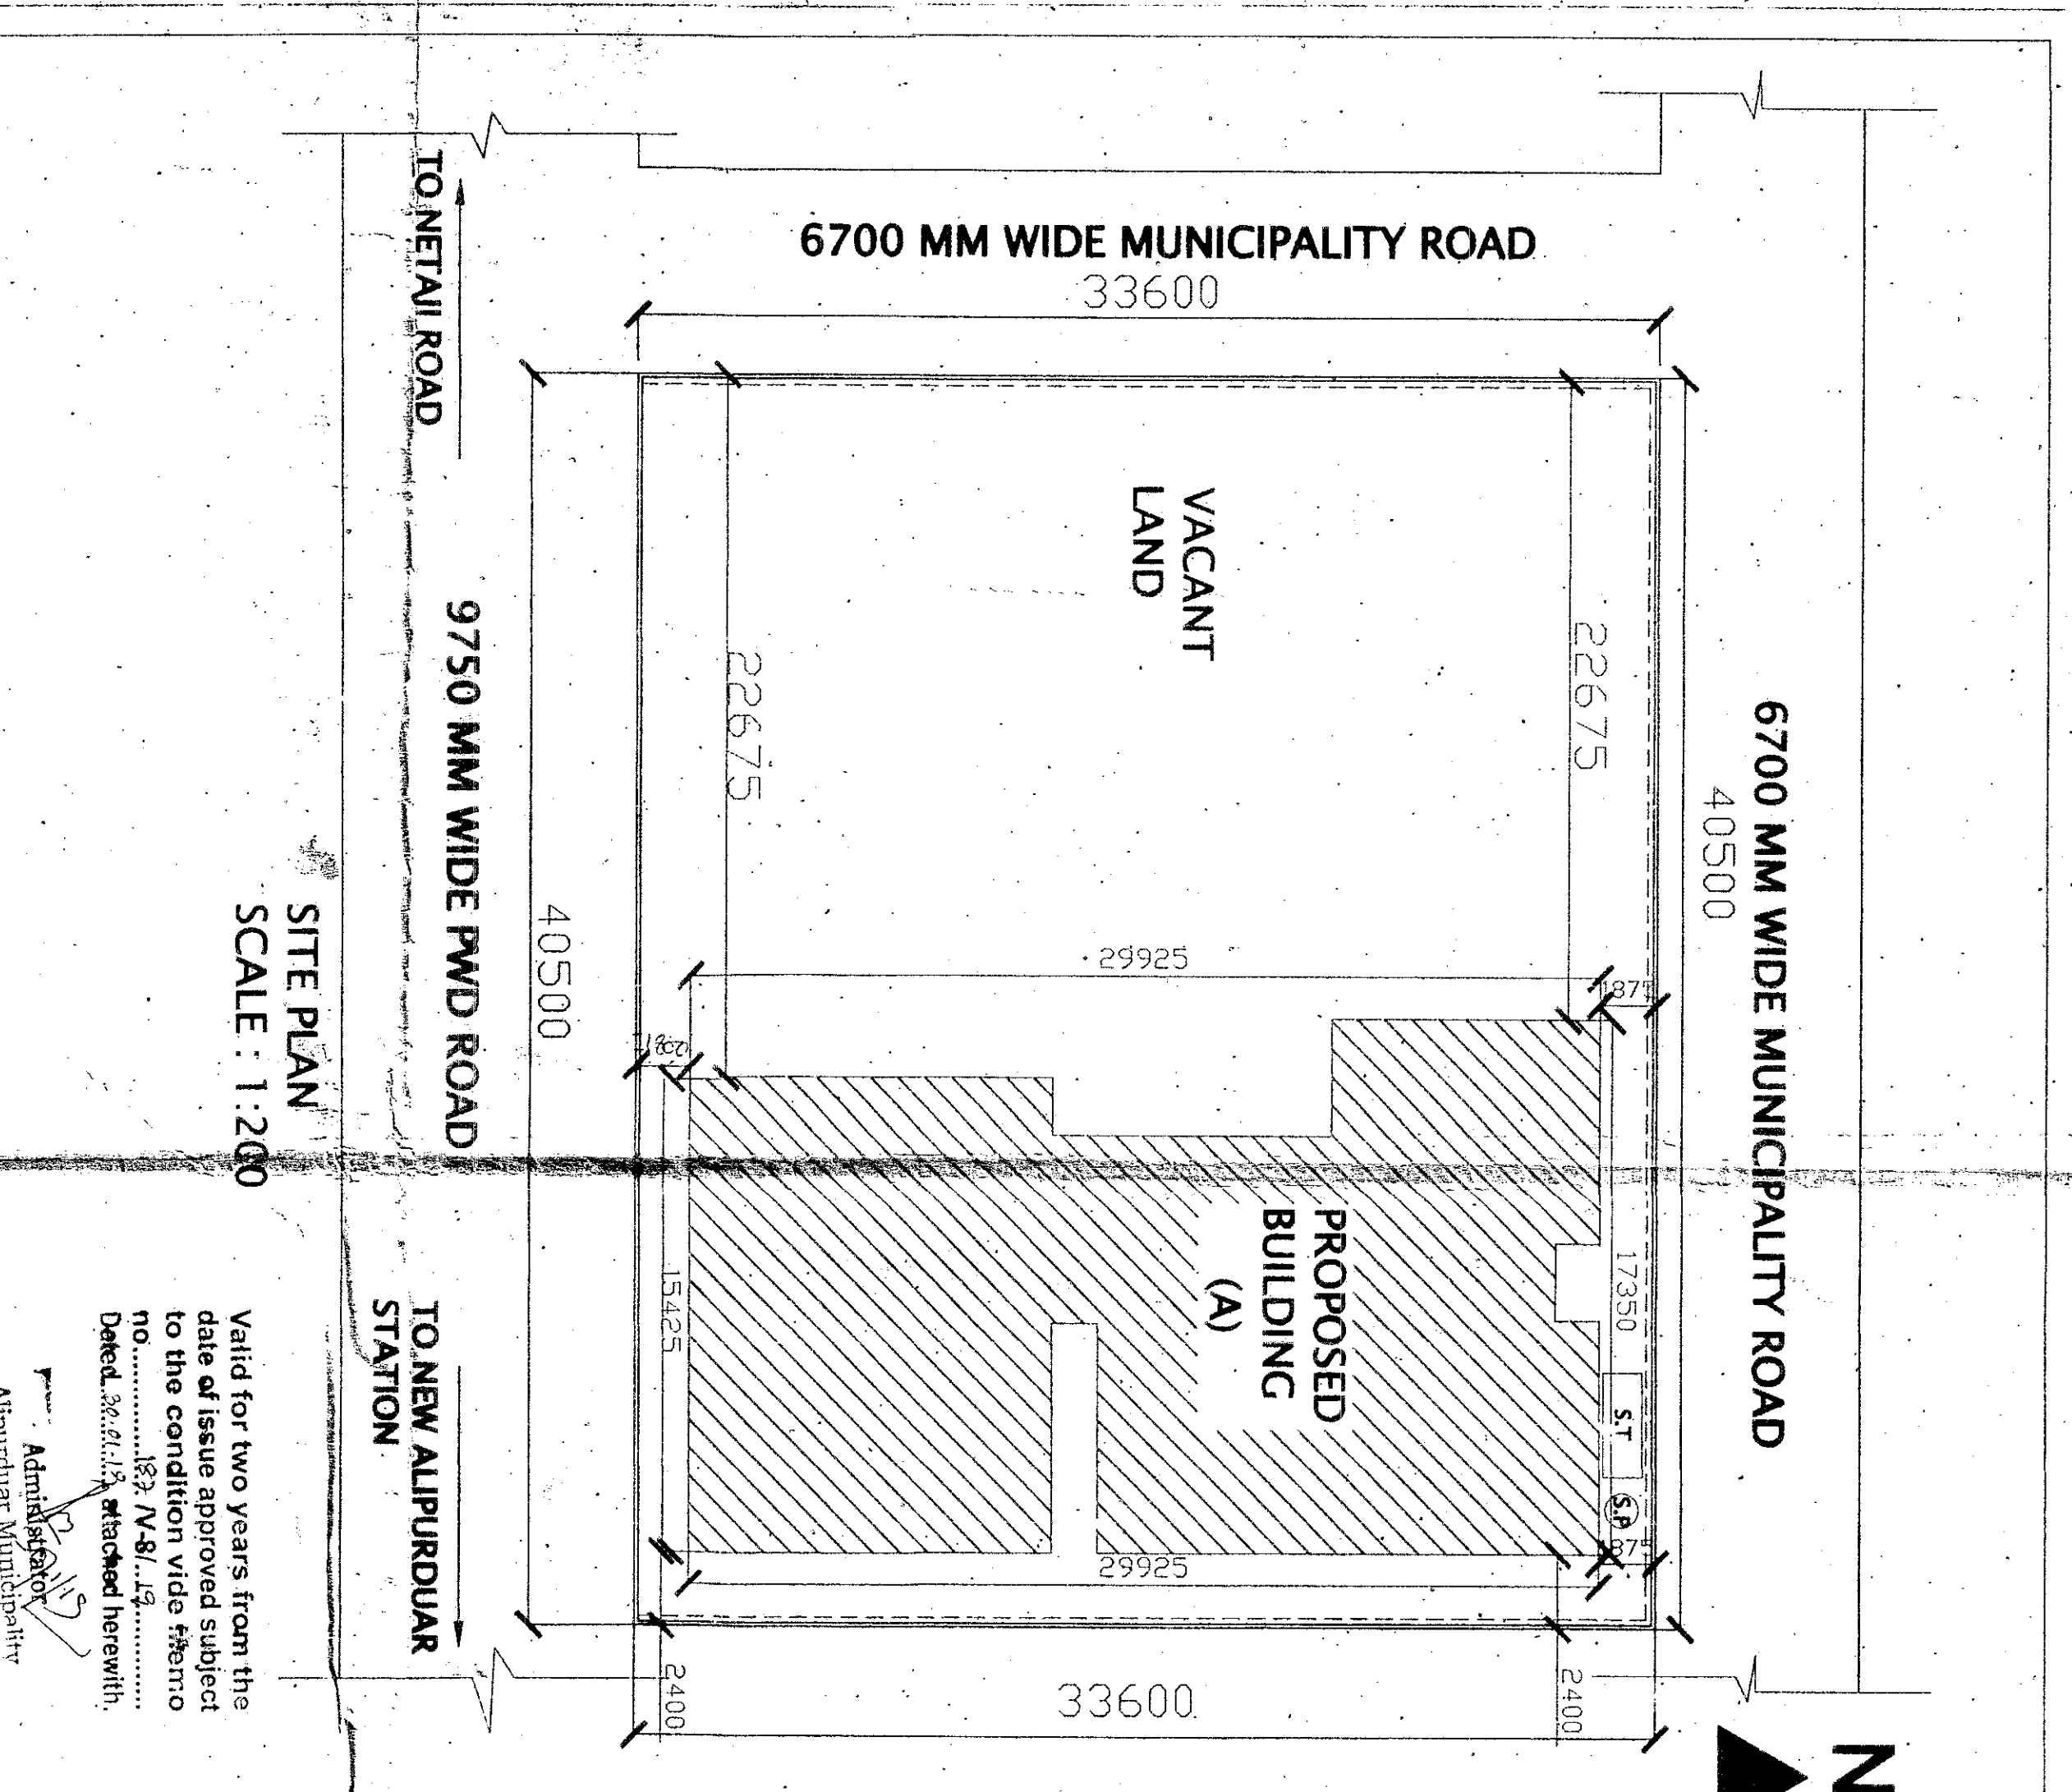 6700 MM WIDE MUNICIPALITY ROAD
33600
6700 MM WIDE MUNICIPALITY ROAD
40500
VACANT
LAND
22675
22675
29925
17350
PROPOSED
BUILDING
(A)
S.T
S.P
15425
29925
2400
2400
33600
40500
TO NETAJI ROAD
9750 MM WIDE PWD ROAD
TO NEW ALIPURDUAR
STATION
SITE PLAN
SCALE : 1:200
N
Valid for two years from the
date of issue approved subject
to the condition vide memo
no.
Dated attached herewith.
Administrator
Alipurduar Municipality